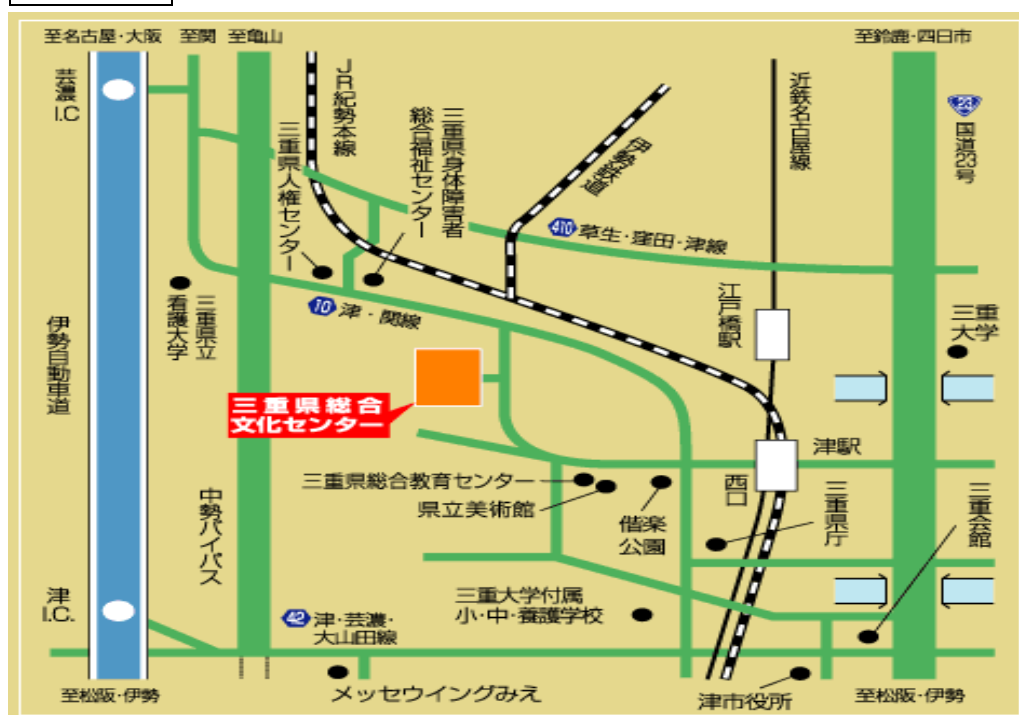 至名古屋・大阪
至関
至亀山
至鈴鹿・四日市
芸濃
I.C
JR紀勢本線
三重県人権センター
三重県身体障害者
総合福祉センター
伊勢鉄道
近鉄名古屋線
23
国道23号
410 草生・窪田・津線
10 津・関線
三重県立
看護大学
伊勢自動車道
江戸橋駅
三重
大学
三重県総合
文化センター
津駅
西口
三重県総合教育センター
県立美術館
偕楽
公園
三重県庁
三重会館
中勢バイパス
三重大学付属
小・中・養護学校
津
I.C.
42 津・芸濃・
大山田線
至松阪・伊勢
メッセウイングみえ
津市役所
至松阪・伊勢